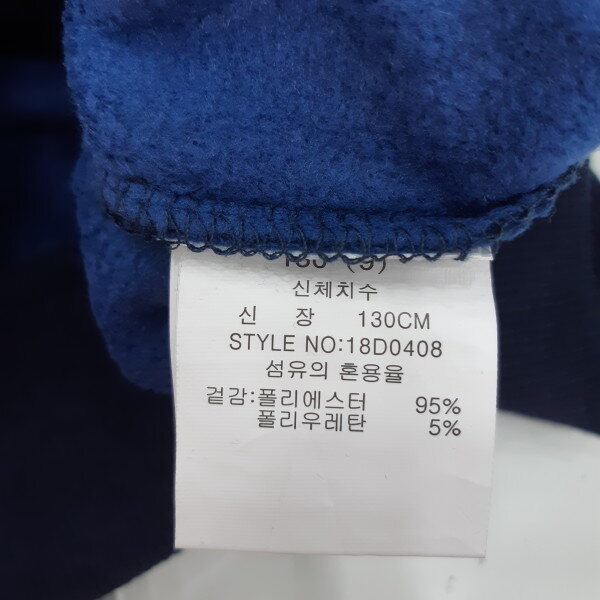 신체치수
신 장 130CM
STYLE NO:18D0408
섬유의 혼용율
겉감:폴리에스터 95%
폴리우레탄 5%